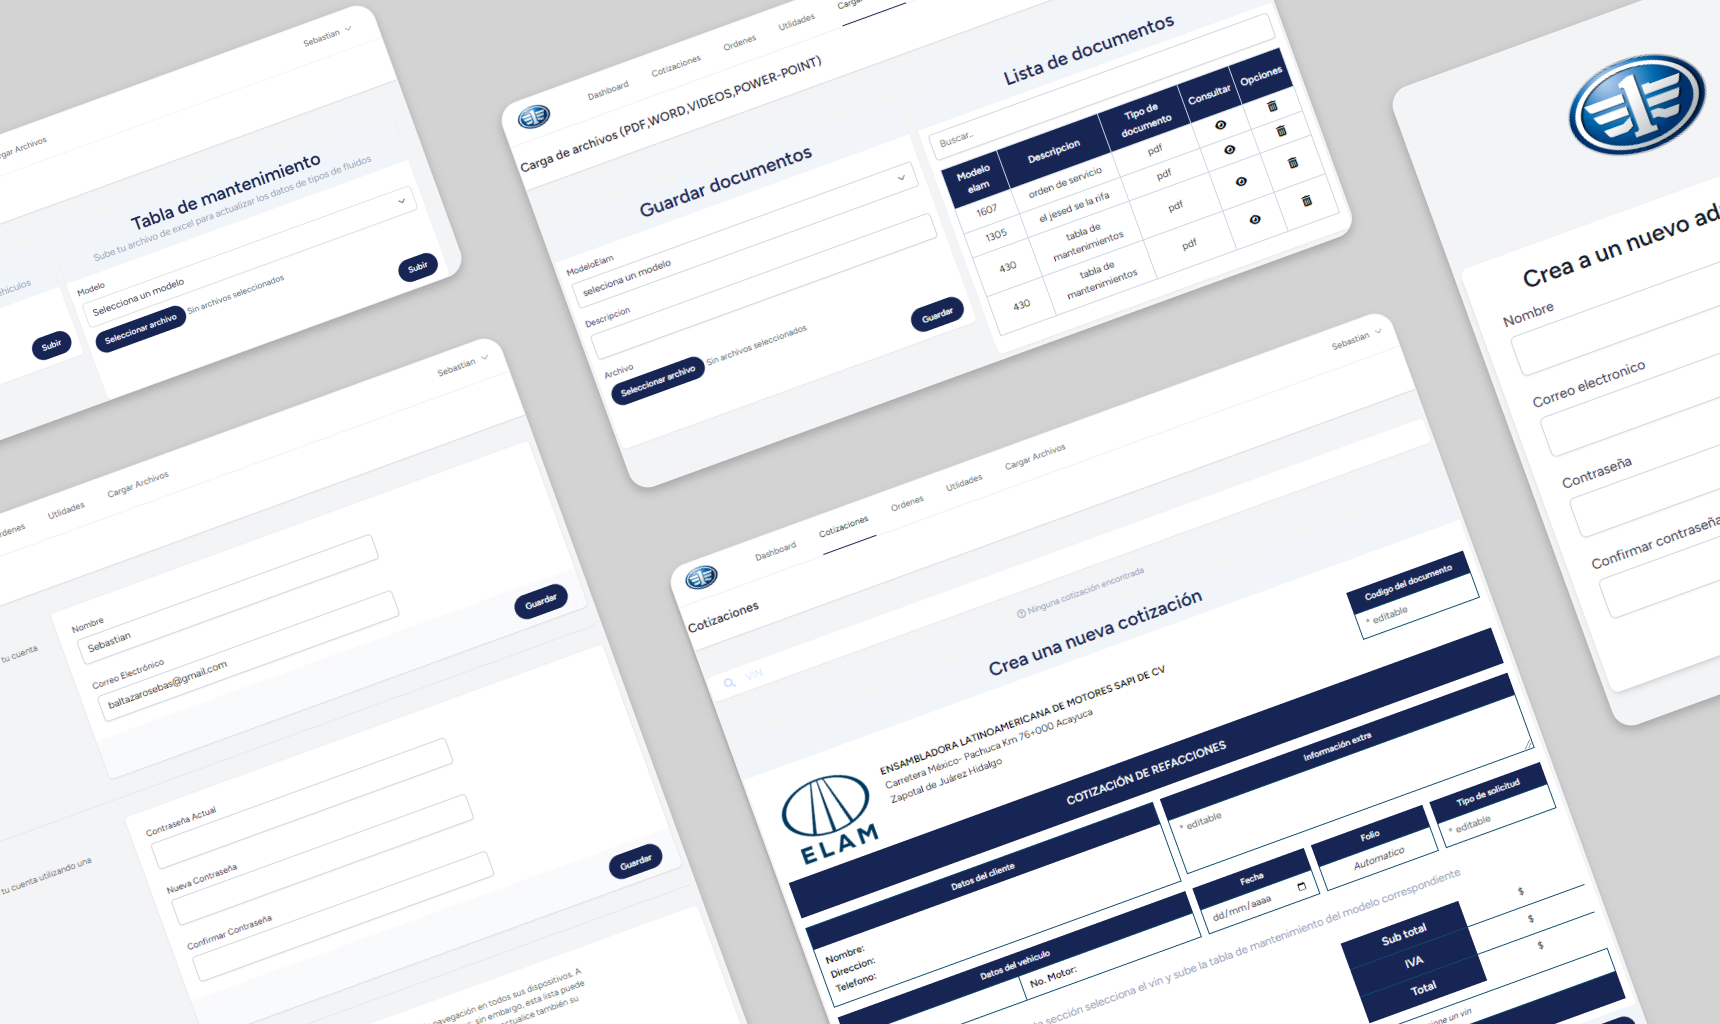 Sebastian
rgar Archivos
Tabla de mantenimiento
Sube tu archivo de excel para actualizar los datos de tipos de fluidos
Modelo
Selecciona un modelo
Seleccionar archivo Sin archivos seleccionados
Subir
Subir
Dashboard Cotizaciones Ordenes Utlidades
Carga de archivos (PDF,WORD,VIDEOS,POWER-POINT)
Guardar documentos
ModeloElam
seleciona un modelo
Descripcion
Archivo
Seleccionar archivo Sin archivos seleccionados
Guardar
Lista de documentos
Buscar..
Modelo elam Descripcion Tipo de documento Consultar Opciones
1607 orden de servicio pdf
1305 el jesed se la rifa pdf
430 tabla de mantenimientos pdf
430 tabla de mantenimientos pdf
1
Crea a un nuevo ad
Nombre
Correo electronico
Contraseña
Confirmar contraseña
Sebastian
rdenes Utlidades Cargar Archivos
tu cuenta
Nombre
Sebastian
Correo Electrónico
baltazarosebas@gmail.com
Guardar
tu cuenta utilizando una
Contraseña Actual
Nueva Contraseña
Confirmar Contraseña
Guardar
navegación en todos sus dispositivos. A
sin embargo, esta lista puede
actualice también su
Sebastian
Dashboard Cotizaciones Ordenes Utlidades Cargar Archivos
Cotizaciones
Ninguna cotización encontrada
VIN
Crea una nueva cotización
Codigo del documento
* editable
ELAM
ENSAMBLADORA LATINOAMERICANA DE MOTORES SAPI DE CV
Carretera México- Pachuca Km 76+000 Acayuca
Zapotal de Juárez Hidalgo
COTIZACIÓN DE REFACCIONES
Datos del cliente
Información extra
* editable
Nombre:
Direccion:
Telefono:
Fecha
dd/mm/aaaa
Folio
Automatico
Tipo de solicitud
* editable
Datos del vehiculo
No. Motor:
sección selecciona el vin y sube la tabla de mantenimiento del modelo correspondiente
Sub total $
IVA $
Total $
un vin